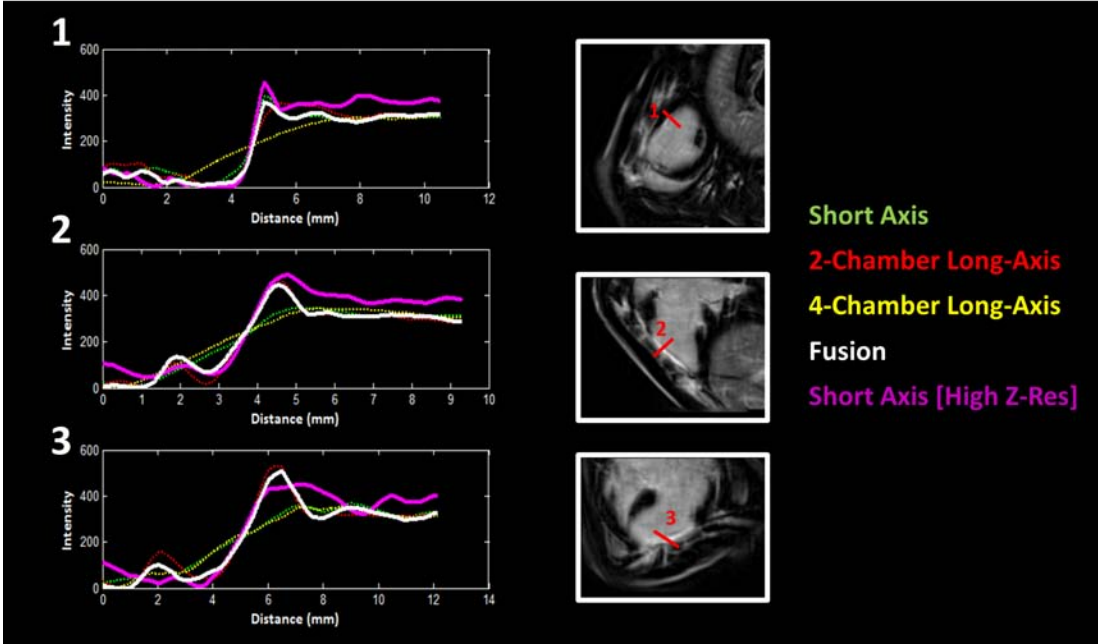 1
600
400
200
0
Intensity
0 2 4 6 8 10 12
Distance (mm)
2
600
400
200
0
Intensity
0 1 2 3 4 5 6 7 8 9 10
Distance (mm)
3
600
400
200
0
Intensity
0 2 4 6 8 10 12 14
Distance (mm)
1
2
3
Short Axis
2-Chamber Long-Axis
4-Chamber Long-Axis
Fusion
Short Axis [High Z-Res]